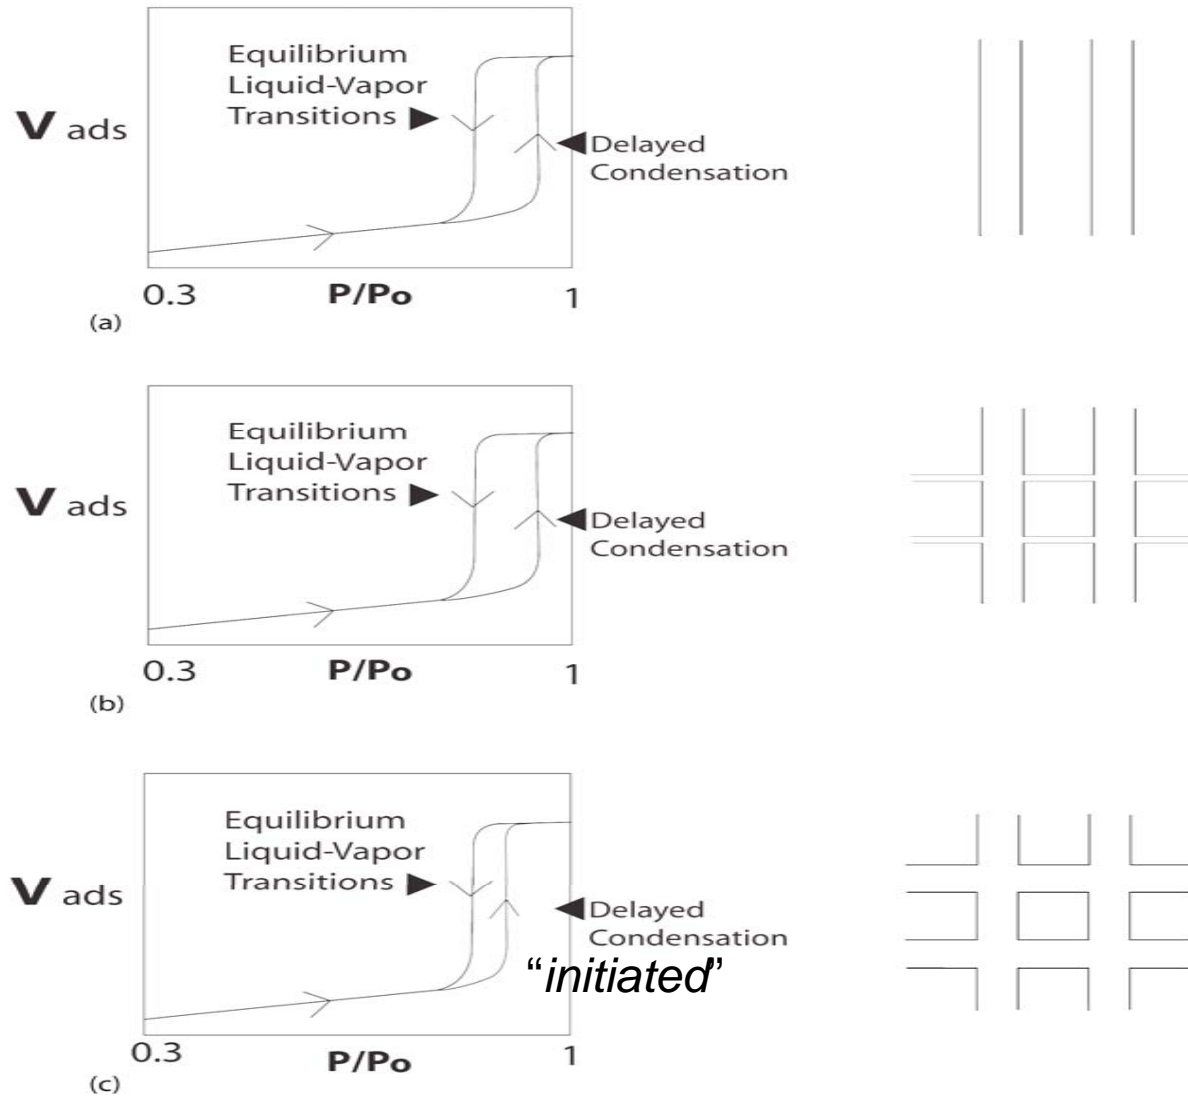 Equilibrium
Liquid-Vapor
Transitions
V ads
Delayed
Condensation
0.3
P/Po
1
(a)
Equilibrium
Liquid-Vapor
Transitions
V ads
Delayed
Condensation
0.3
P/Po
1
(b)
Equilibrium
Liquid-Vapor
Transitions
V ads
Delayed
Condensation
“initiated”
0.3
P/Po
1
(c)